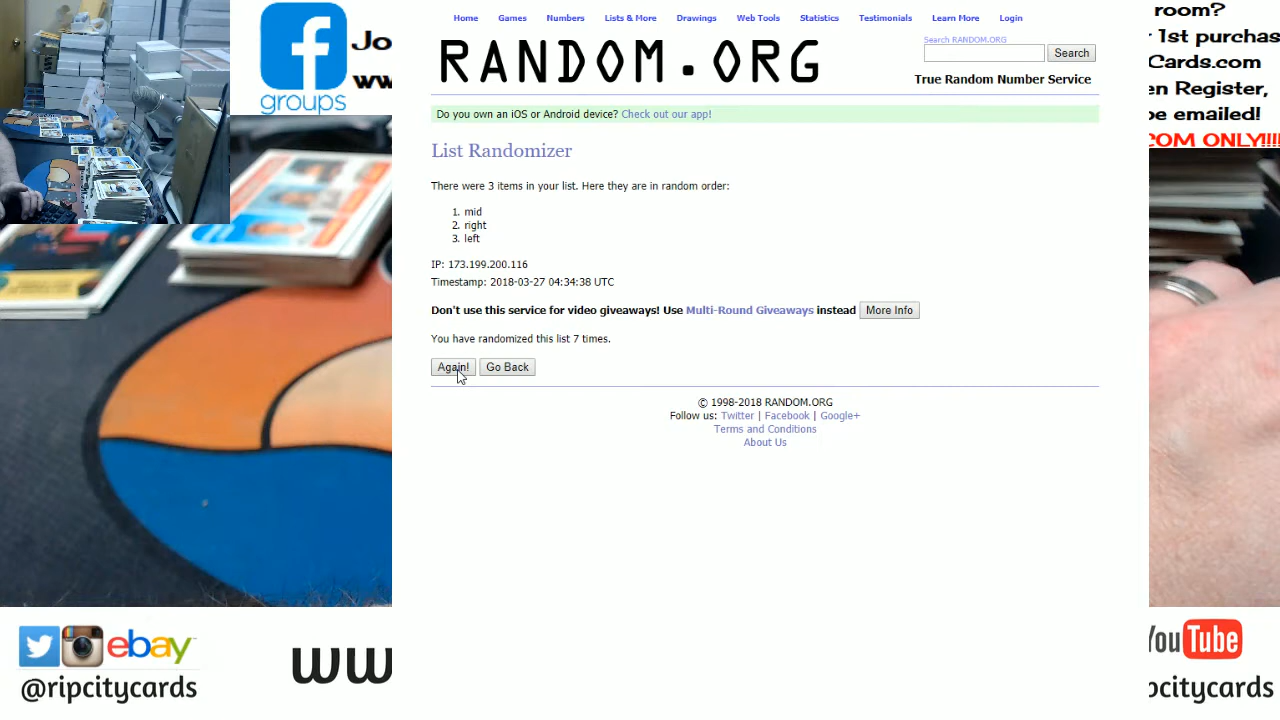 groups
Jo
ww
Home Games Numbers Lists & More Drawings Web Tools Statistics Testimonials Learn More Login
RANDOM.ORG
Search RANDOM.ORG
Search
True Random Number Service
Do you own an iOS or Android device? Check out our app!
List Randomizer
There were 3 items in your list. Here they are in random order:
1. mid
2. right
3. left
IP: 173.199.200.116
Timestamp: 2018-03-27 04:34:38 UTC
Don't use this service for video giveaways! Use Multi-Round Giveaways instead More Info
You have randomized this list 7 times.
Again! Go Back
© 1998-2018 RANDOM.ORG
Follow us: Twitter | Facebook | Google+
Terms and Conditions
About Us
room?
1st purchas
Cards.com
en Register,
be emailed!
COM ONLY!!!!
ebay
@ripcitycards
ww
You Tube
pcitycards